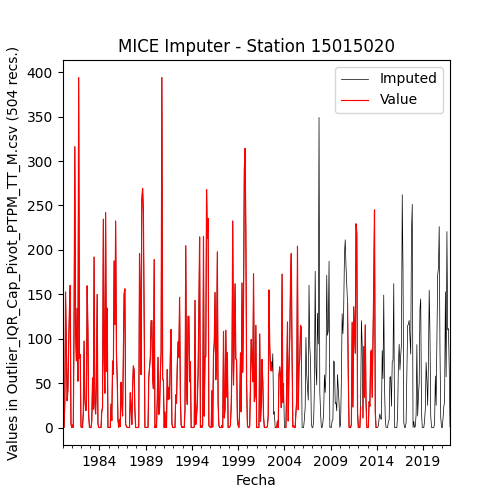 MICE Imputer - Station 15015020
Imputed
Value
Values in Outlier_IQR_Cap_Pivot_PTPM_TT_M.csv (504 recs.)
400
350
300
250
200
150
100
50
0
1984 1989 1994 1999 2004 2009 2014 2019
Fecha